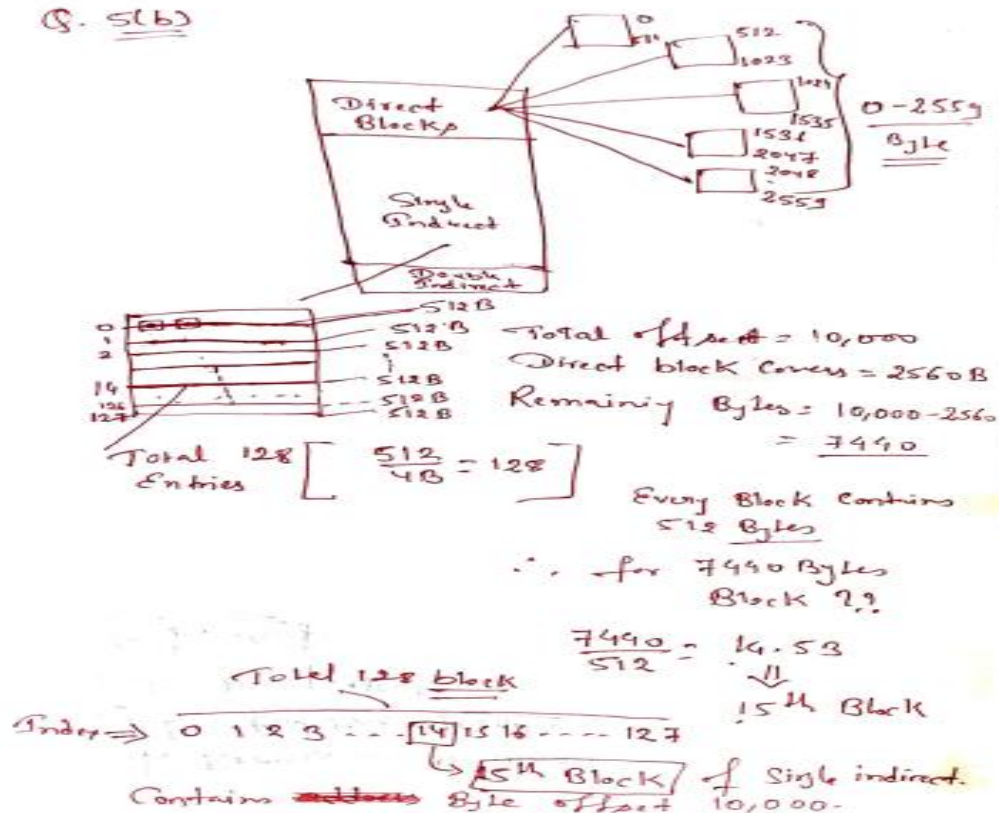 Q. 5(b)
0
511
512
1023
1024
1535
1536
2047
2048
2559
0-2559
Byte
Direct
Blocks
Single
Indirect
Double
Indirect
0
1
2
14
126
127
512B
512B
512B
512B
512B
512B
Total offset = 10,000
Direct block Covers = 2560B
Remaining Bytes = 10,000-2560
= 7440
Total 128 [ 512/4B = 128 ]
Entries
Every Block Contains
512 Bytes
∴ for 7440 Bytes
Block ??
7440/512 = 14.53
⇓
15th Block
Total 128 block
Index ⇒ 0 1 2 3 ---- 14 15 16 ---- 127
15th Block of Single indirect.
Contains Byte offset 10,000.